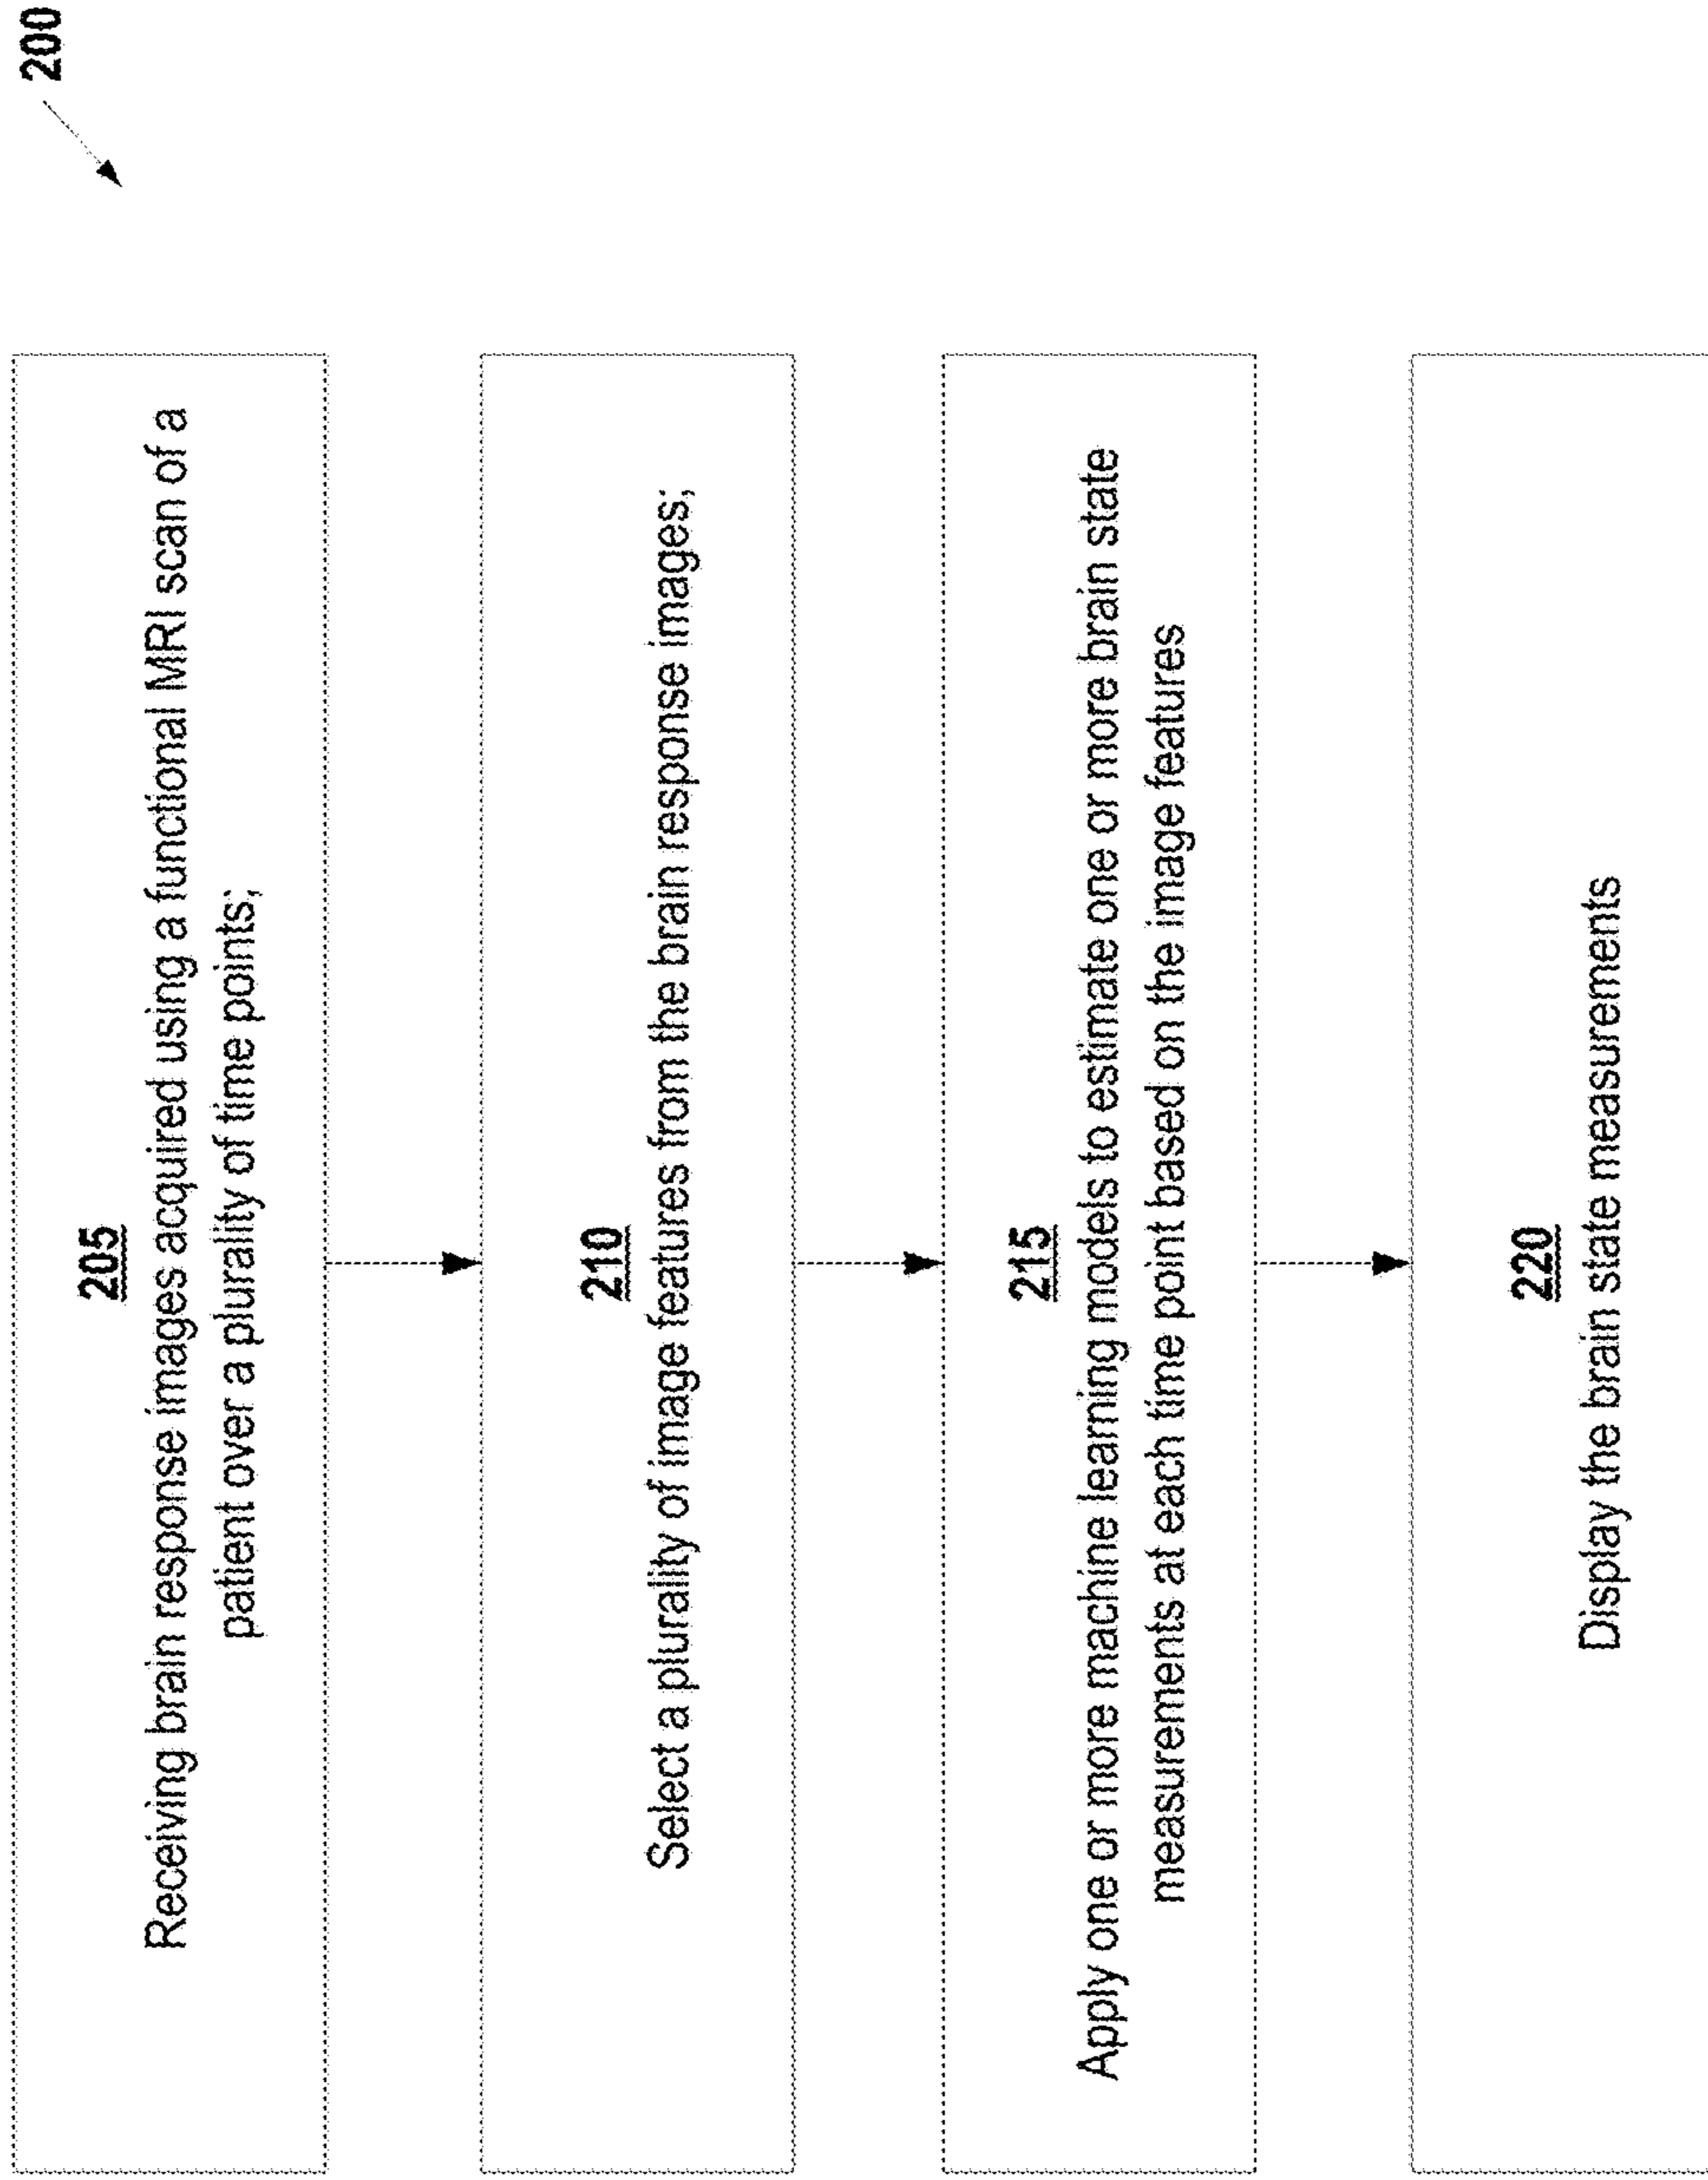 200
205
Receiving brain response images acquired using a functional MRI scan of a
patient over a plurality of time points;
210
Select a plurality of image features from the brain response images;
215
Apply one or more machine learning models to estimate one or more brain state
measurements at each time point based on the image features
220
Display the brain state measurements